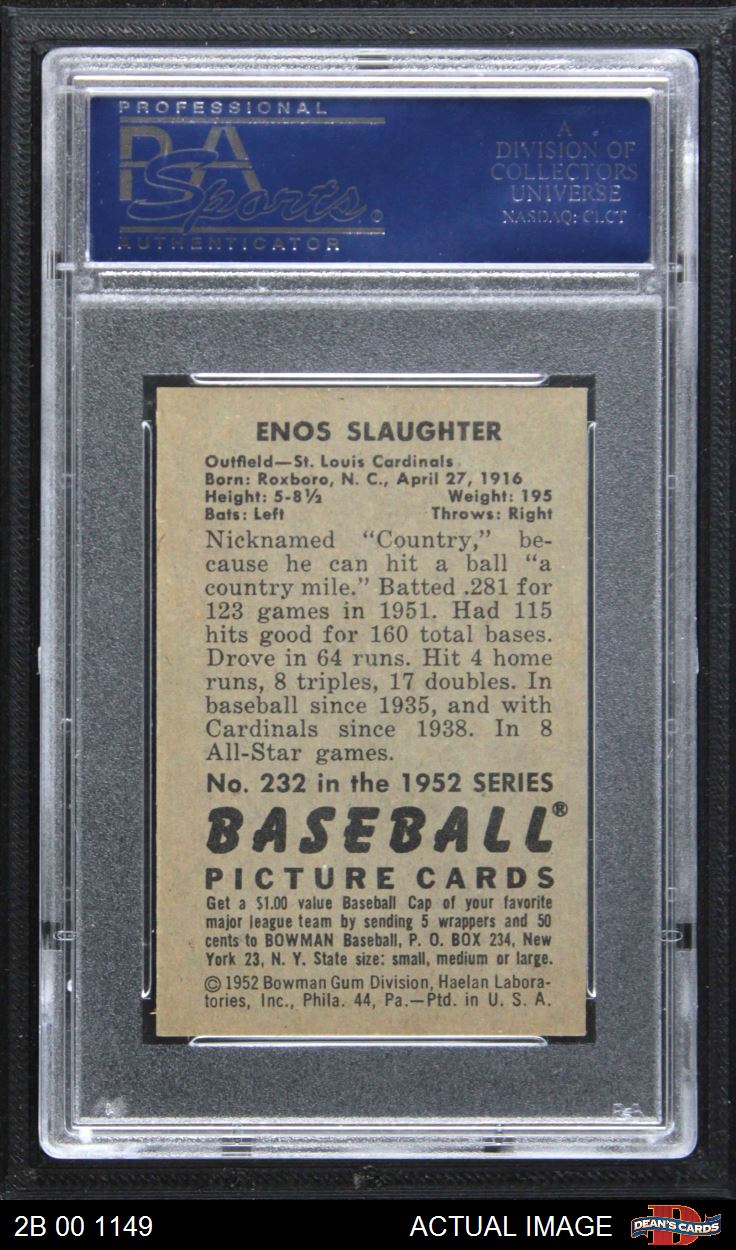 PROFESSIONAL
PSA
Sports®
AUTHENTICATOR
A
DIVISION OF
COLLECTORS
UNIVERSE
NASDAQ: CLCT
ENOS SLAUGHTER
Outfield—St. Louis Cardinals
Born: Roxboro, N. C., April 27, 1916
Height: 5-8½ Weight: 195
Bats: Left Throws: Right
Nicknamed “Country,” be-
cause he can hit a ball “a
country mile.” Batted .281 for
123 games in 1951. Had 115
hits good for 160 total bases.
Drove in 64 runs. Hit 4 home
runs, 8 triples, 17 doubles. In
baseball since 1935, and with
Cardinals since 1938. In 8
All-Star games.
No. 232 in the 1952 SERIES
BASEBALL®
PICTURE CARDS
Get a $1.00 value Baseball Cap of your favorite
major league team by sending 5 wrappers and 50
cents to BOWMAN Baseball, P. O. BOX 234, New
York 23, N. Y. State size: small, medium or large.
© 1952 Bowman Gum Division, Haelan Labora-
tories, Inc., Phila. 44, Pa.—Ptd. in U. S. A.
PSA
2B 00 1149 ACTUAL IMAGE DEAN'S CARDS